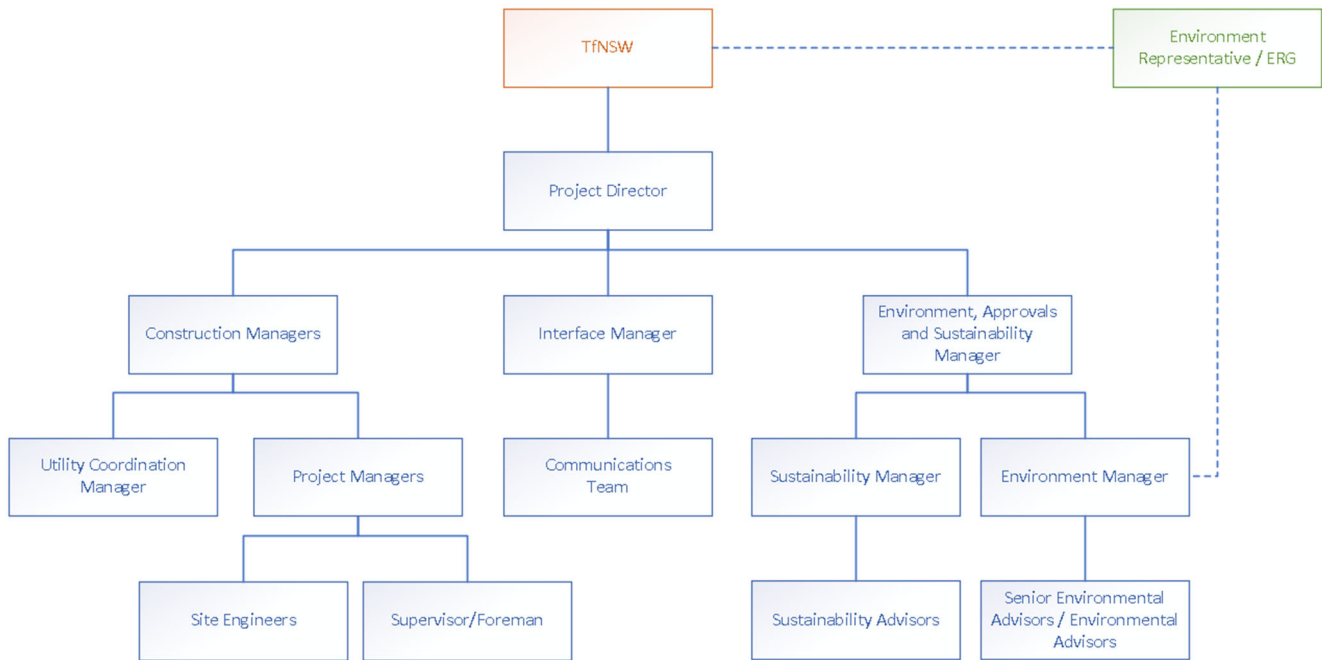 TfNSW
Environment
Representative / ERG
Project Director
Construction Managers
Interface Manager
Environment, Approvals
and Sustainability
Manager
Utility Coordination
Manager
Project Managers
Communications
Team
Sustainability Manager
Environment Manager
Site Engineers
Supervisor/Foreman
Sustainability Advisors
Senior Environmental
Advisors / Environmental
Advisors